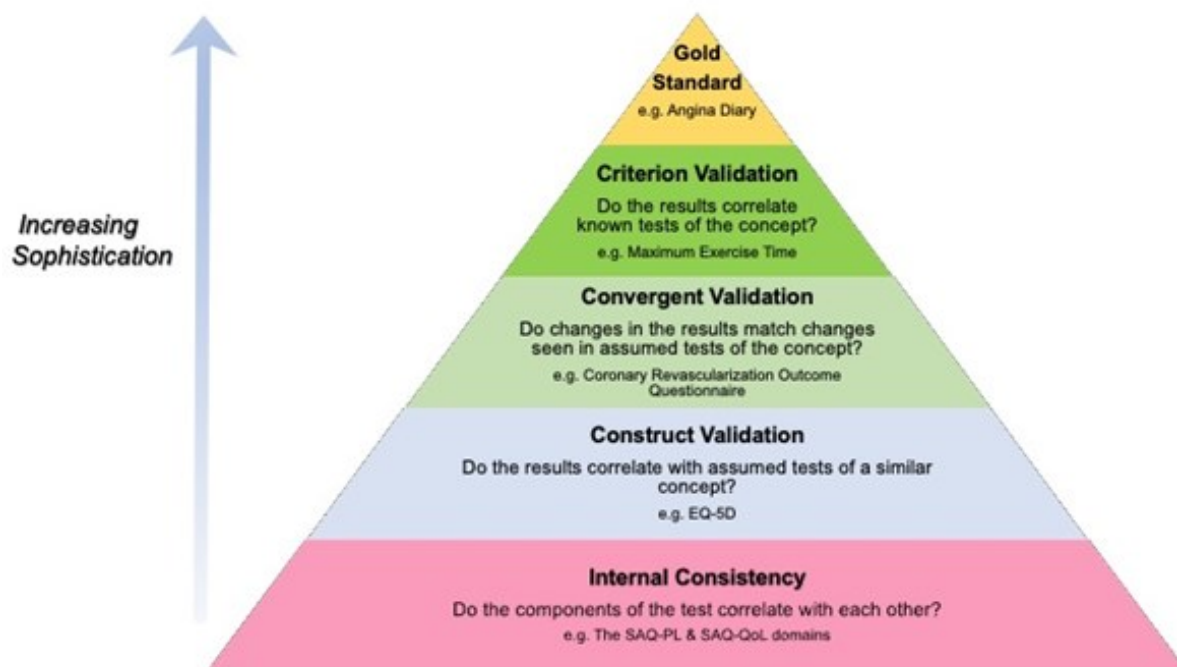 Gold
Standard
e.g. Angina Diary
Criterion Validation
Do the results correlate
known tests of the concept?
e.g. Maximum Exercise Time
Increasing
Sophistication
Convergent Validation
Do changes in the results match changes
seen in assumed tests of the concept?
e.g. Coronary Revascularization Outcome
Questionnaire
Construct Validation
Do the results correlate with assumed tests of a similar
concept?
e.g. EQ-5D
Internal Consistency
Do the components of the test correlate with each other?
e.g. The SAQ-PL & SAQ-QoL domains